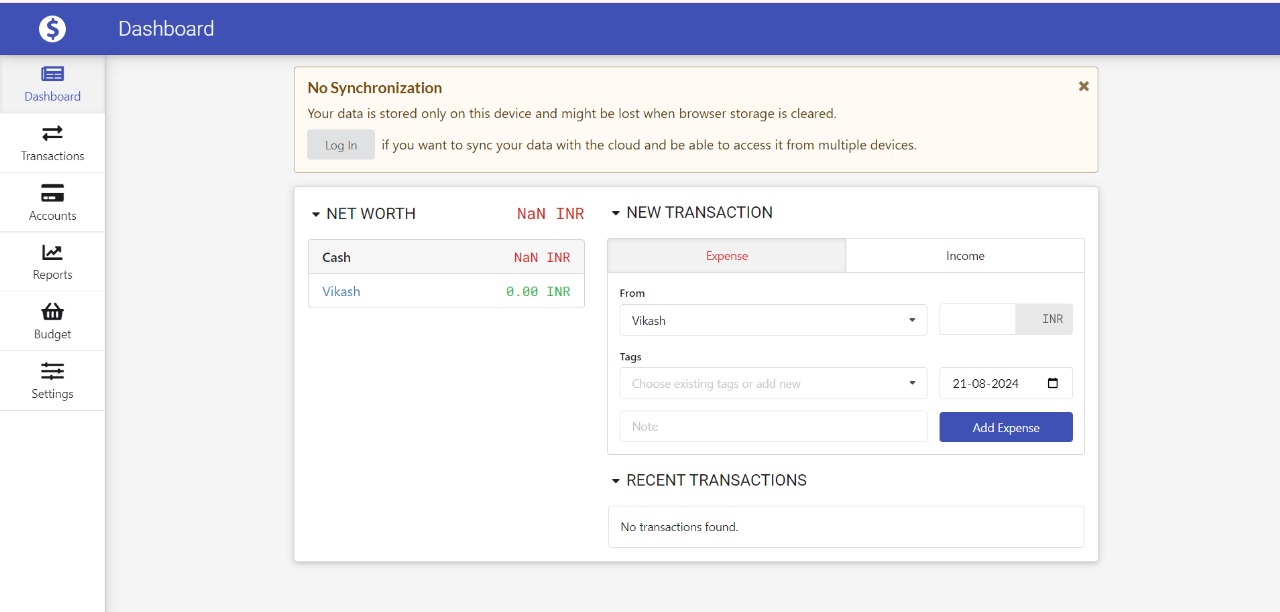 $ Dashboard
Dashboard
Transactions
Accounts
Reports
Budget
Settings
No Synchronization
Your data is stored only on this device and might be lost when browser storage is cleared.
Log In if you want to sync your data with the cloud and be able to access it from multiple devices.
NET WORTH NaN INR
Cash NaN INR
Vikash 0.00 INR
NEW TRANSACTION
Expense Income
From
Vikash INR
Tags
Choose existing tags or add new 21-08-2024
Note Add Expense
RECENT TRANSACTIONS
No transactions found.